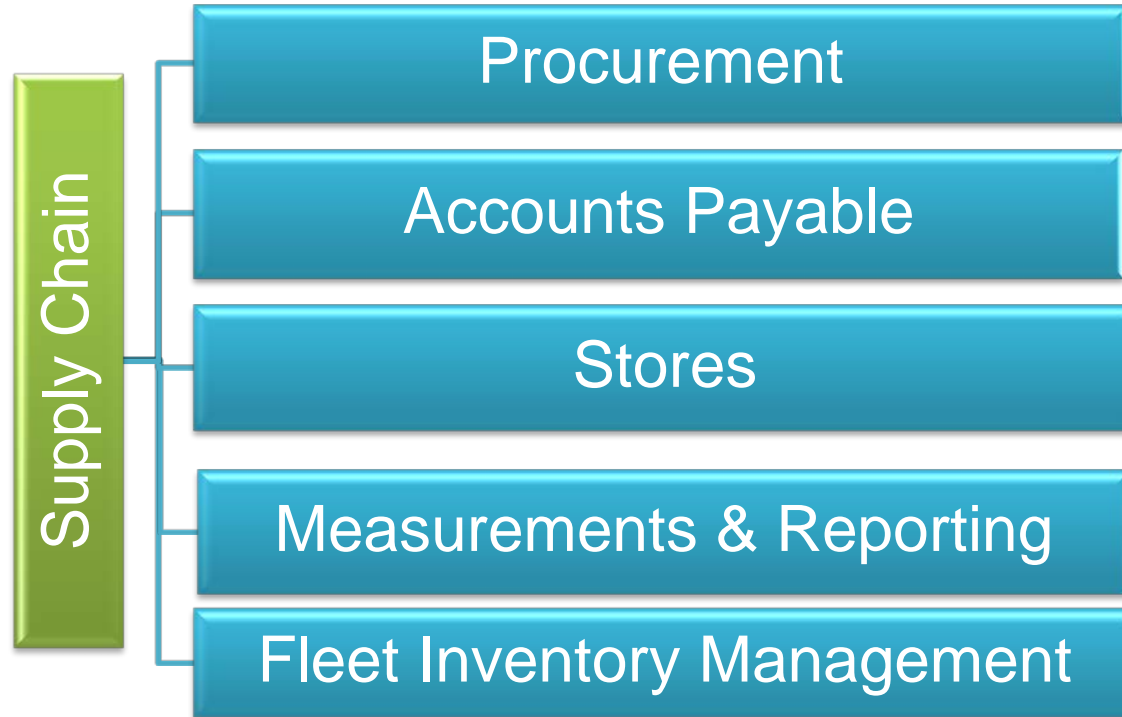 Supply Chain
Procurement
Accounts Payable
Stores
Measurements & Reporting
Fleet Inventory Management